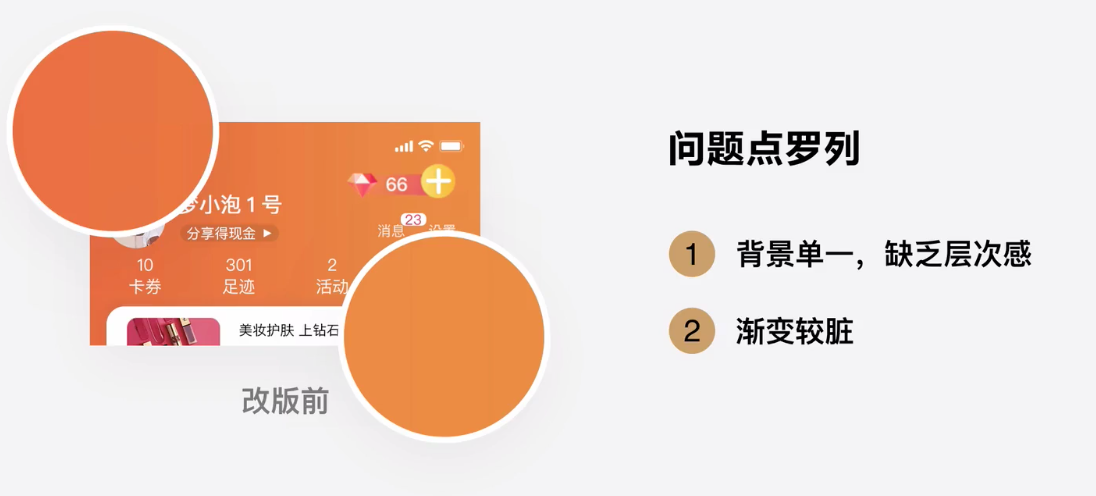 66
梦小泡1号
分享得现金
消息
23
设置
10
301
2
卡券
足迹
活动
美妆护肤 上钻石
改版前
问题点罗列
1 背景单一，缺乏层次感
2 渐变较脏